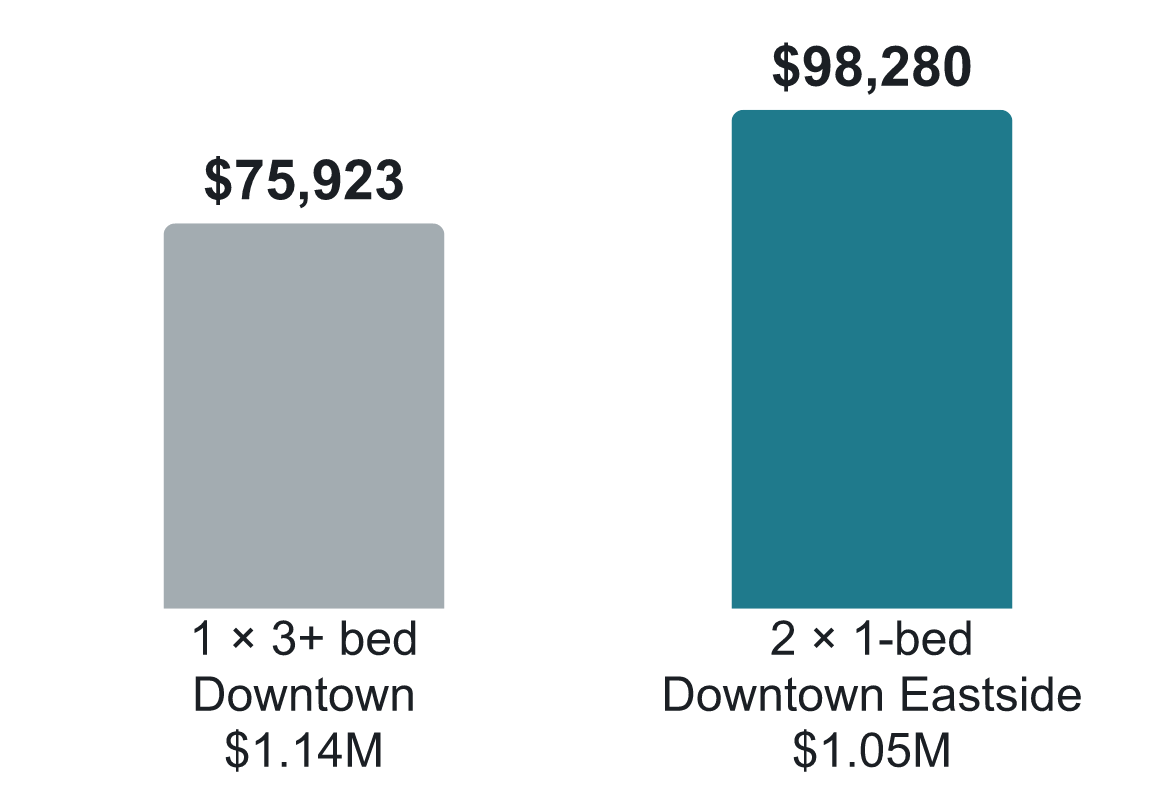 $75,923
$98,280
1 × 3+ bed
Downtown
$1.14M
2 × 1-bed
Downtown Eastside
$1.05M